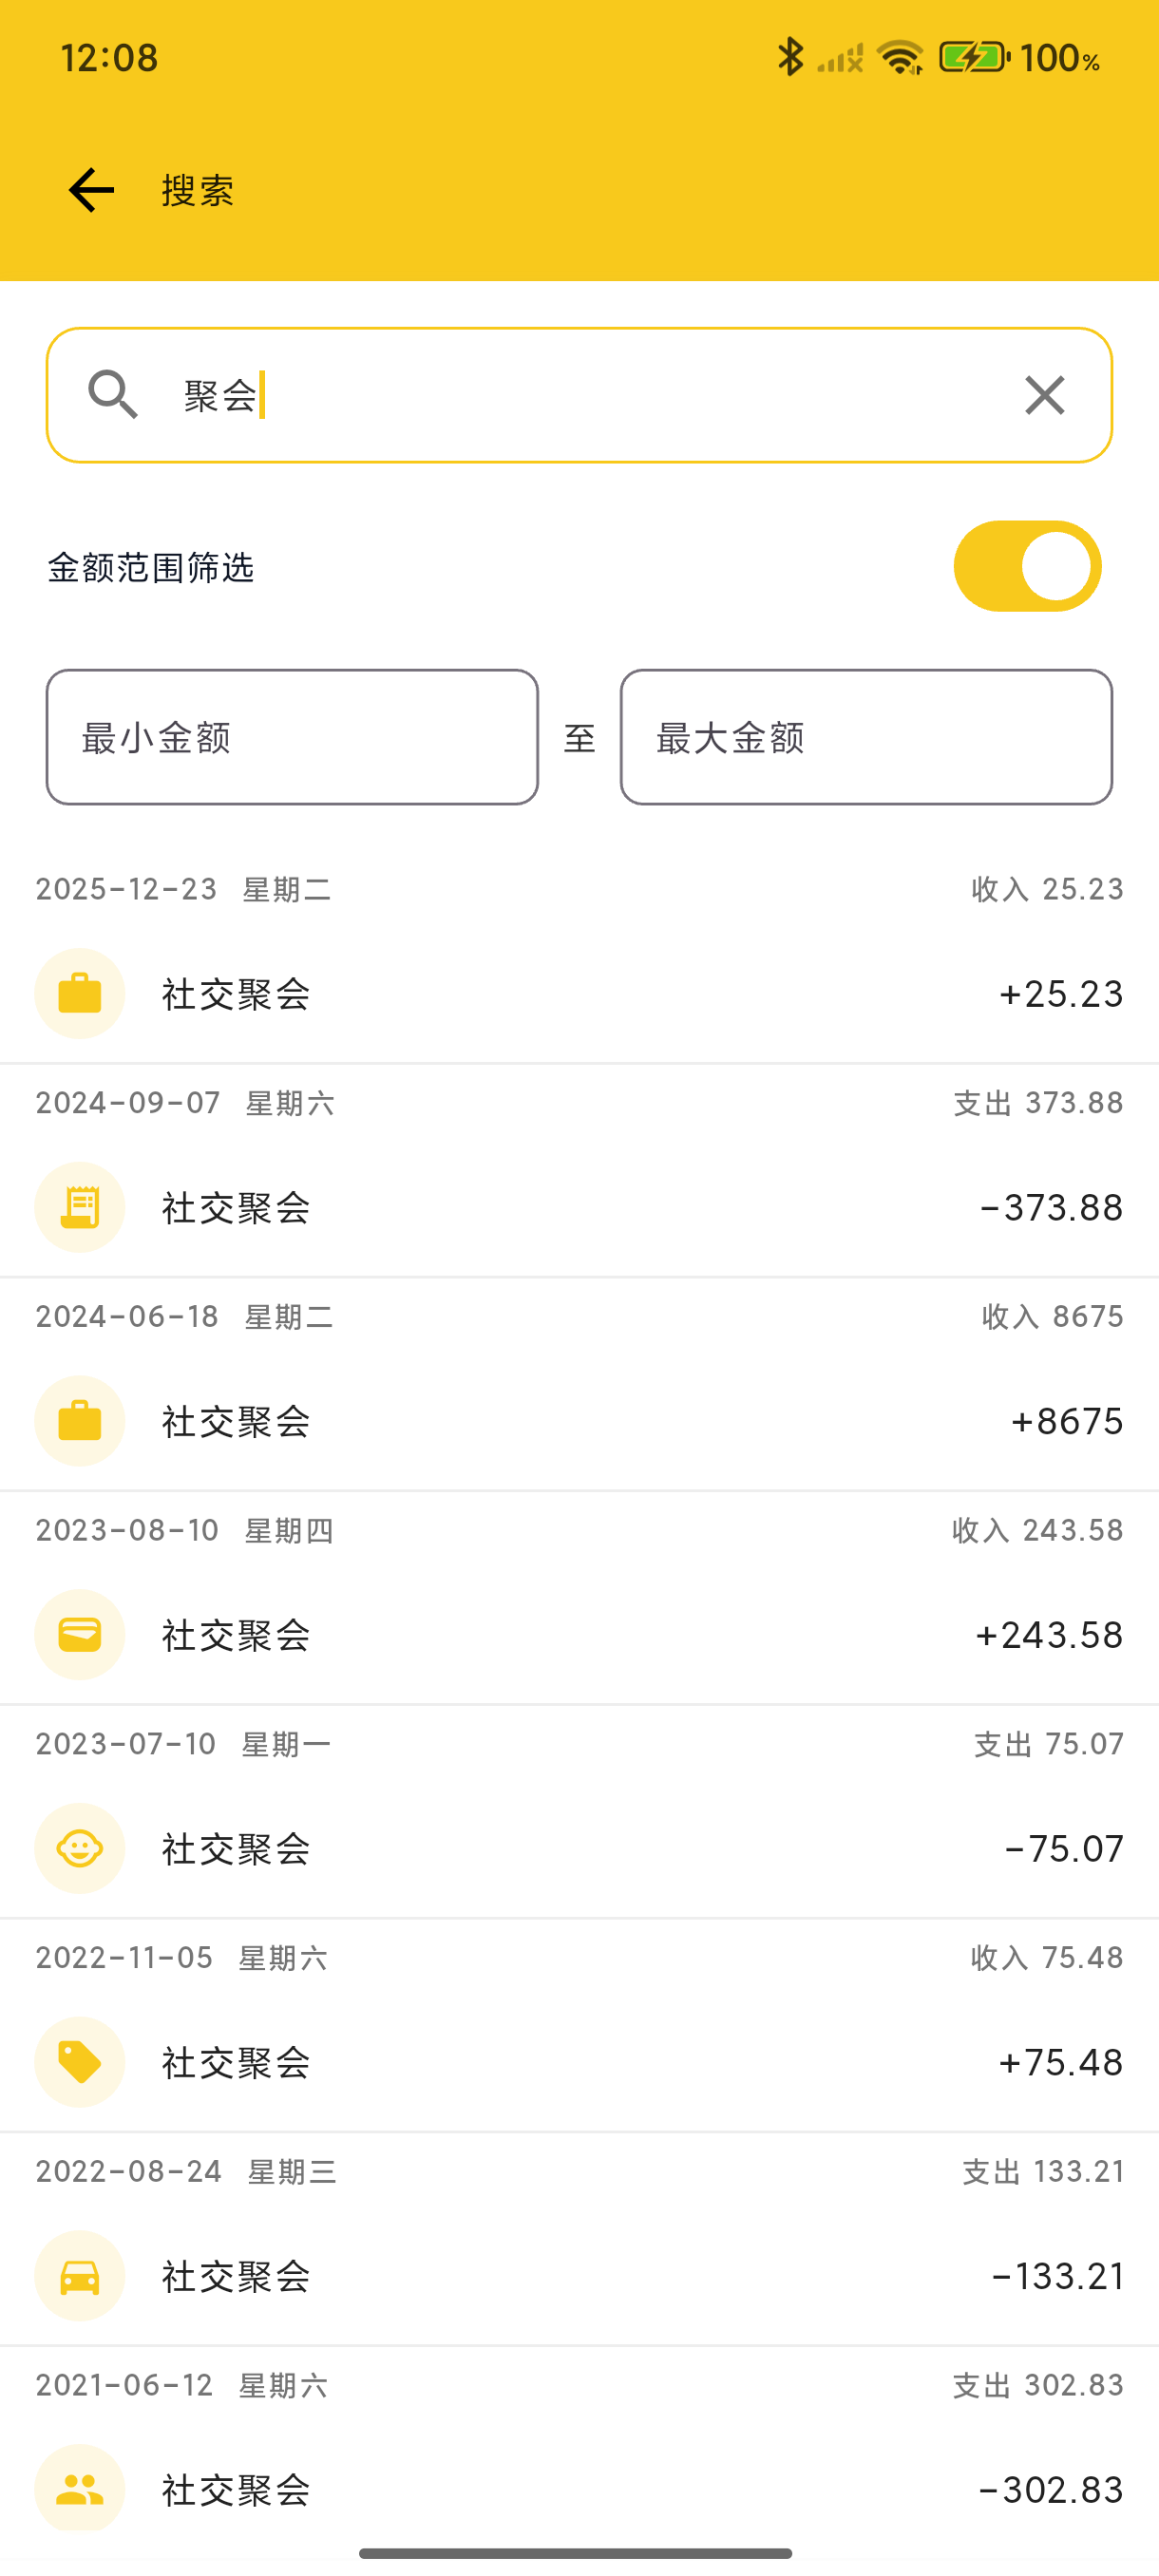 12:08 100%
搜索
聚会
金额范围筛选
最小金额 至 最大金额
2025-12-23 星期二 收入 25.23
社交聚会 +25.23
2024-09-07 星期六 支出 373.88
社交聚会 -373.88
2024-06-18 星期二 收入 8675
社交聚会 +8675
2023-08-10 星期四 收入 243.58
社交聚会 +243.58
2023-07-10 星期一 支出 75.07
社交聚会 -75.07
2022-11-05 星期六 收入 75.48
社交聚会 +75.48
2022-08-24 星期三 支出 133.21
社交聚会 -133.21
2021-06-12 星期六 支出 302.83
社交聚会 -302.83